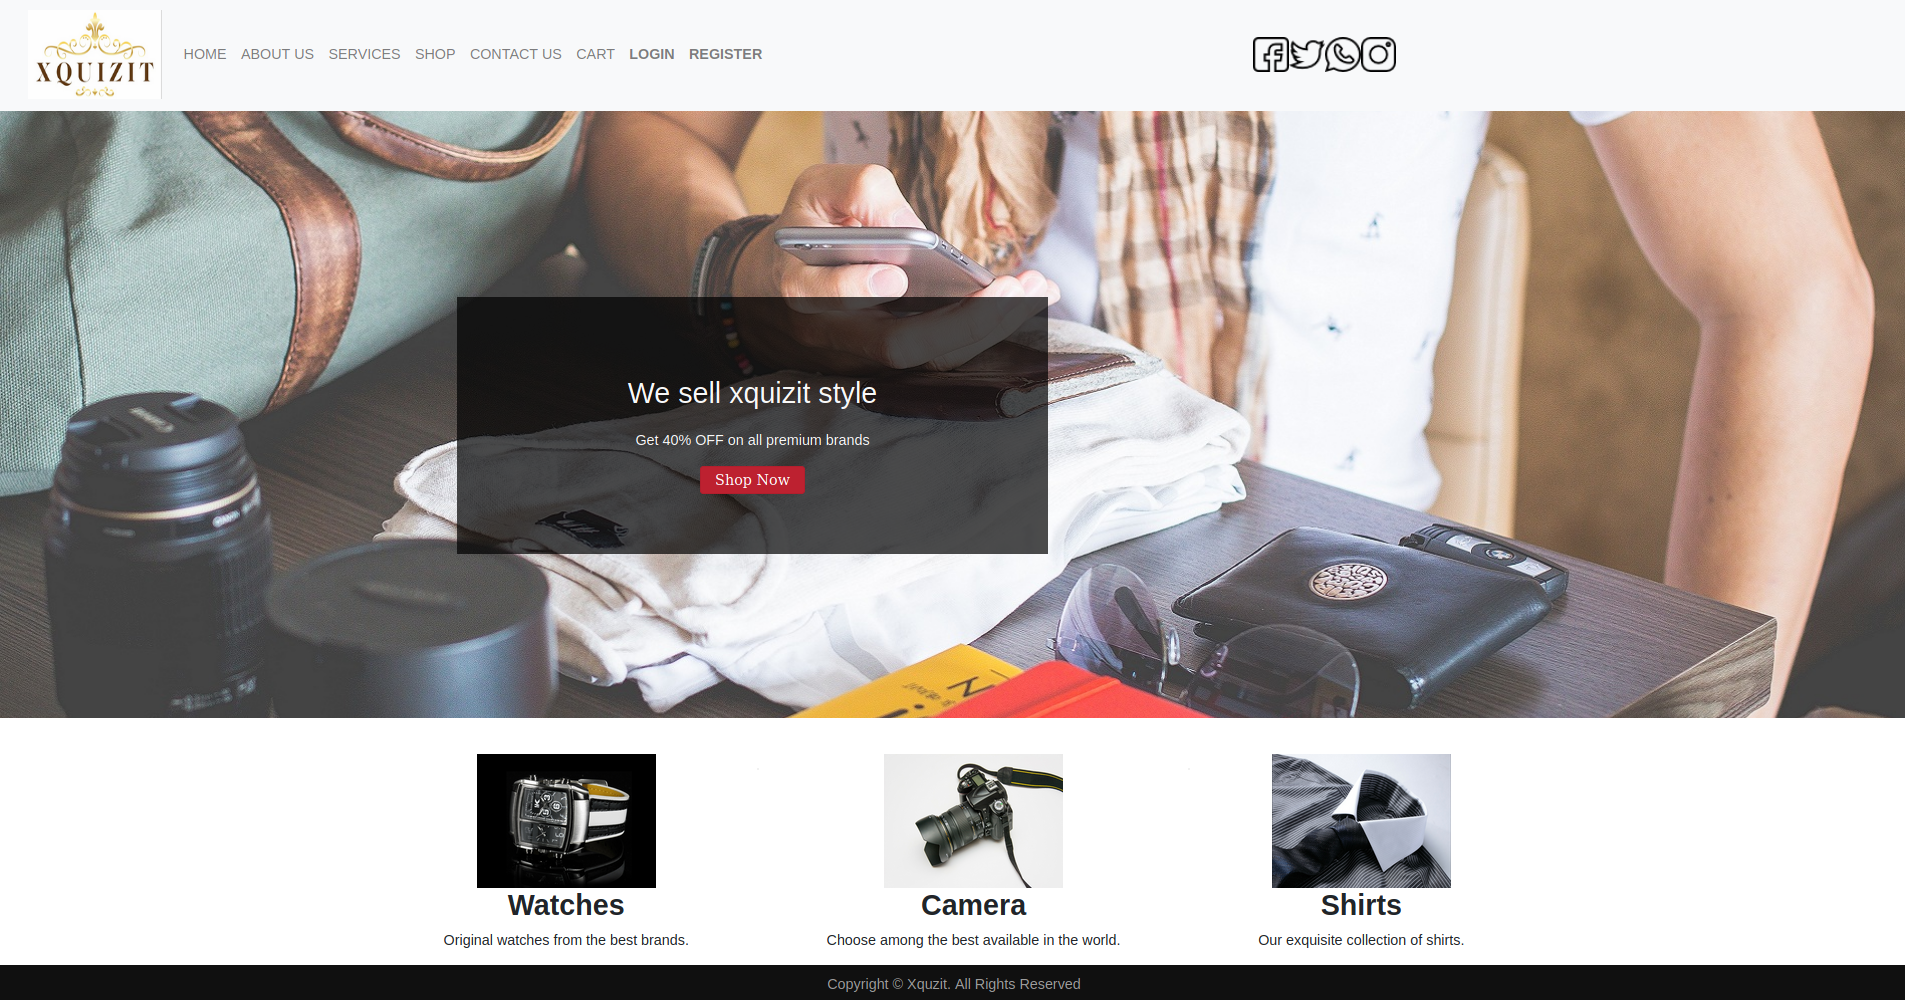 XQUIZIT
HOME ABOUT US SERVICES SHOP CONTACT US CART LOGIN REGISTER
We sell xquizit style
Get 40% OFF on all premium brands
Shop Now
Watches
Original watches from the best brands.
Camera
Choose among the best available in the world.
Shirts
Our exquisite collection of shirts.
Copyright © Xquzit. All Rights Reserved